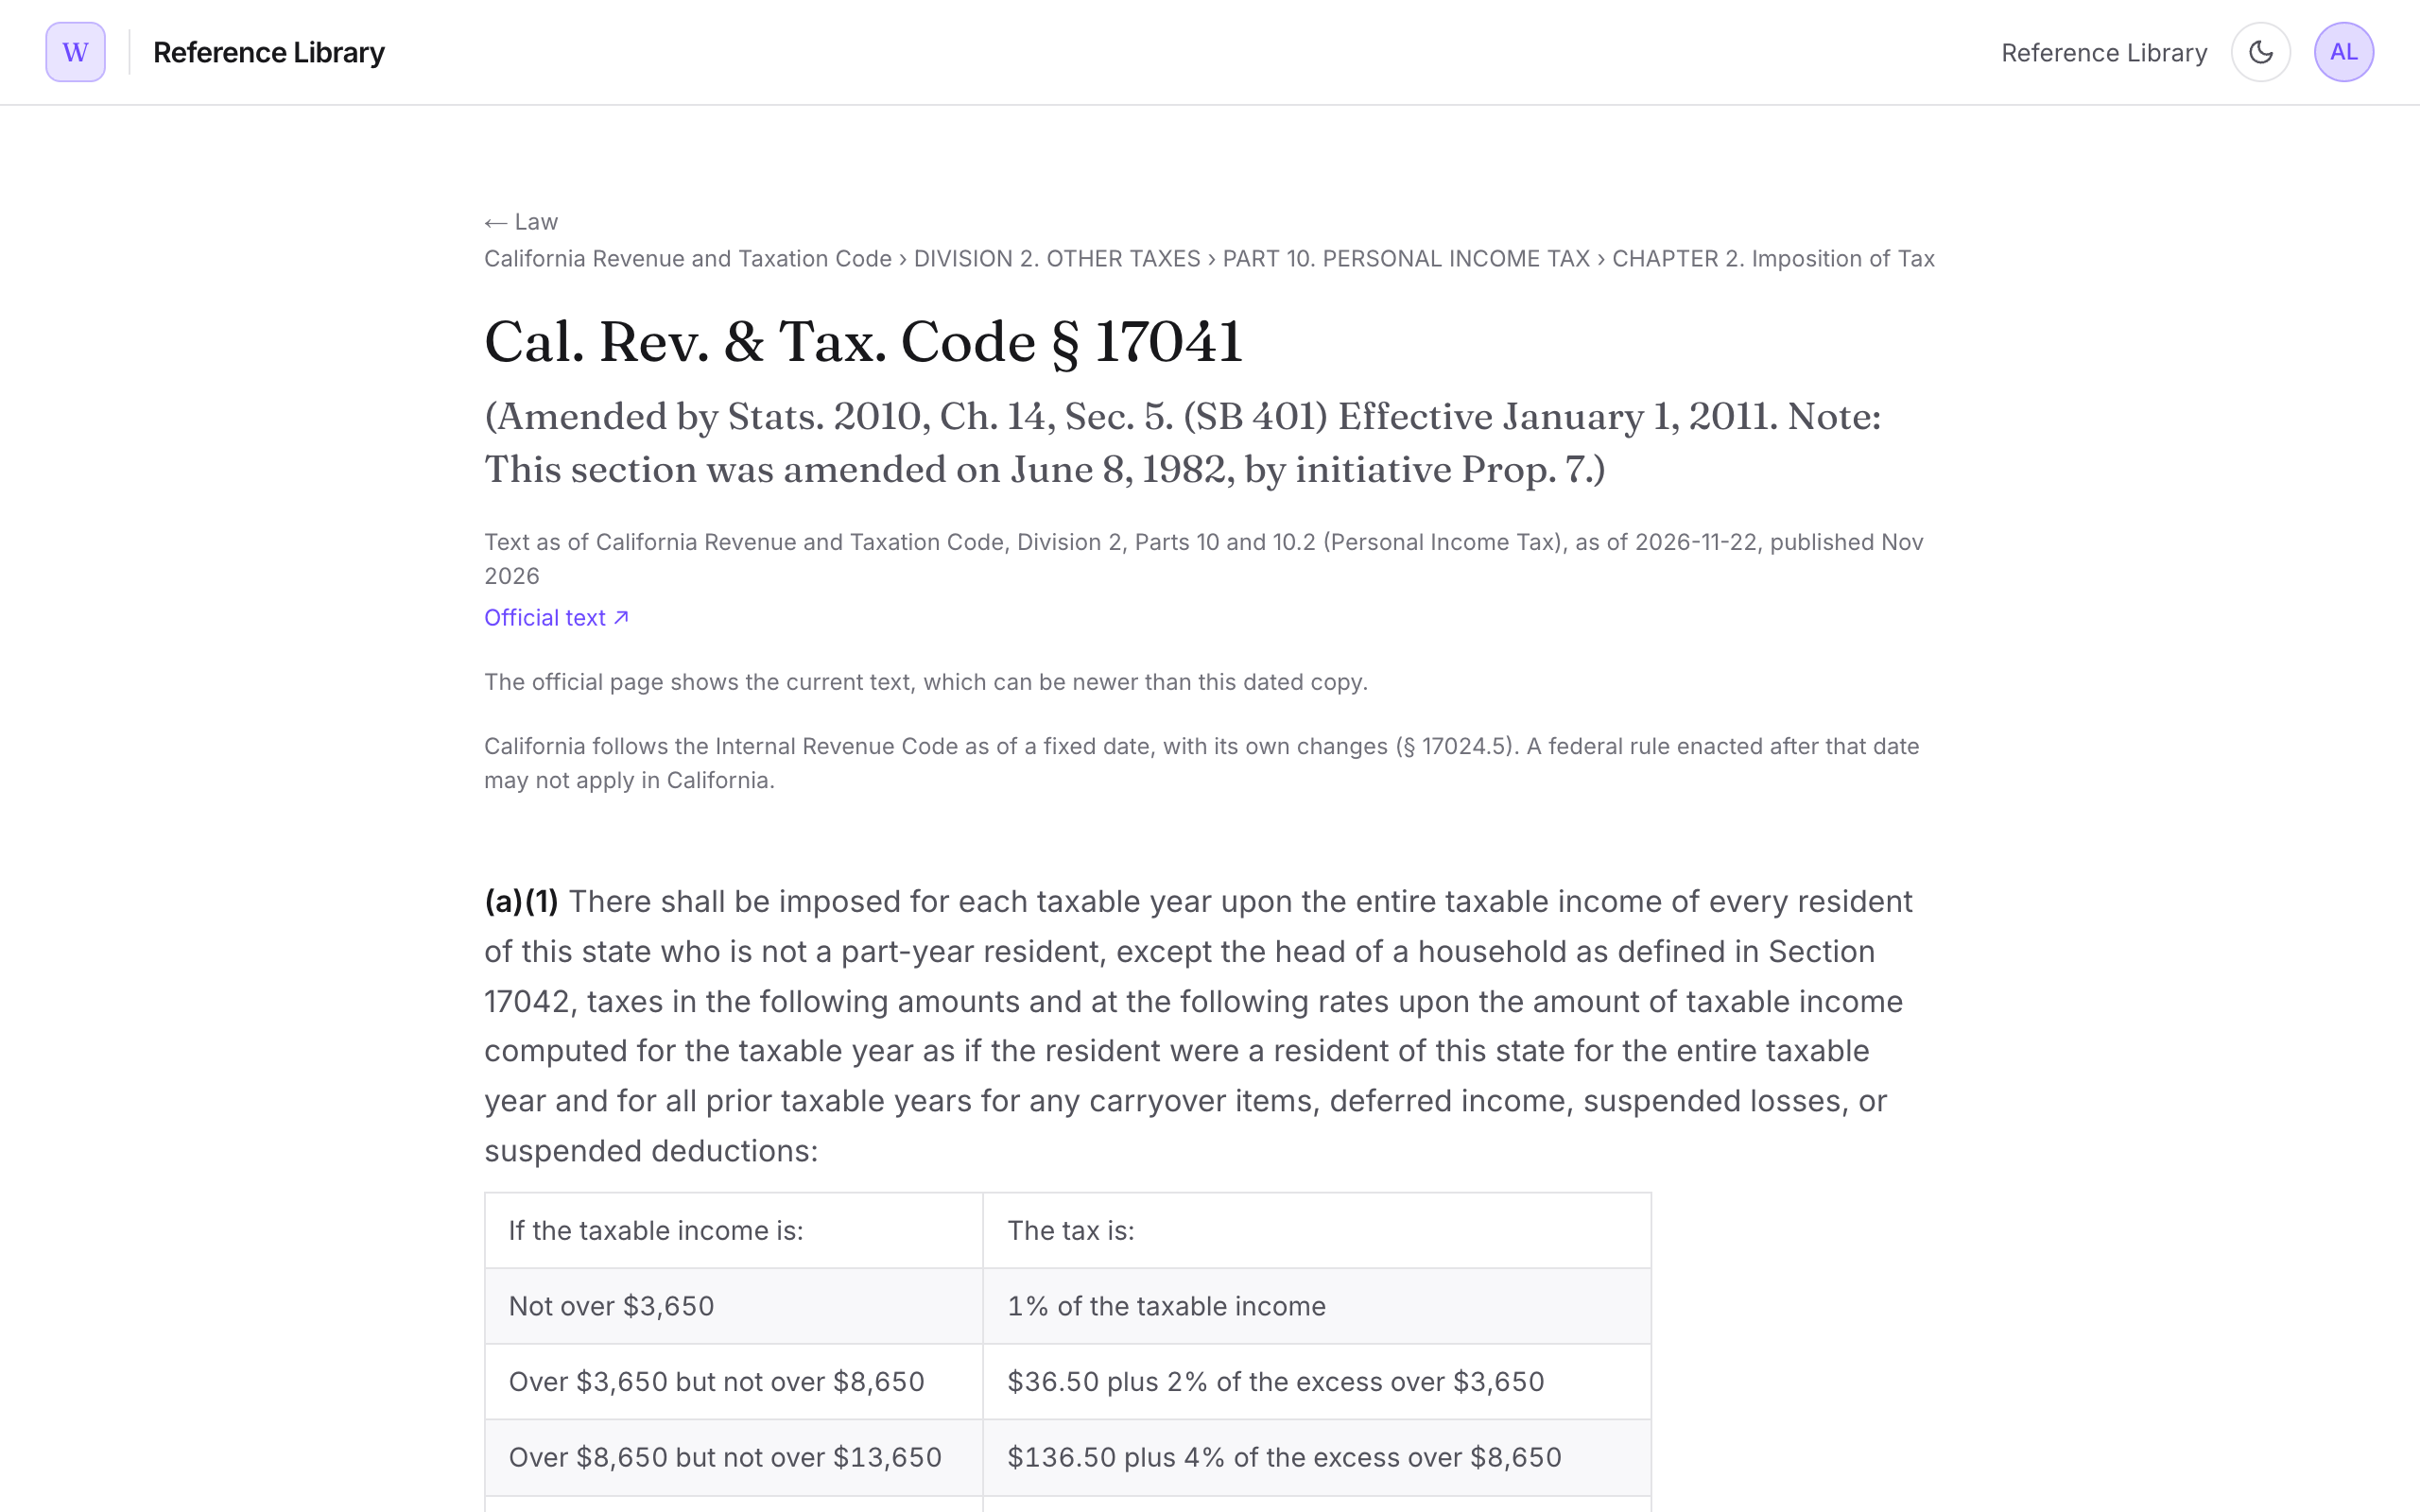 W
Reference Library
Reference Library
AL
← Law
California Revenue and Taxation Code › DIVISION 2. OTHER TAXES › PART 10. PERSONAL INCOME TAX › CHAPTER 2. Imposition of Tax
Cal. Rev. & Tax. Code § 17041
(Amended by Stats. 2010, Ch. 14, Sec. 5. (SB 401) Effective January 1, 2011. Note:
This section was amended on June 8, 1982, by initiative Prop. 7.)
Text as of California Revenue and Taxation Code, Division 2, Parts 10 and 10.2 (Personal Income Tax), as of 2026-11-22, published Nov
2026
Official text ↗
The official page shows the current text, which can be newer than this dated copy.
California follows the Internal Revenue Code as of a fixed date, with its own changes (§ 17024.5). A federal rule enacted after that date
may not apply in California.
(a)(1) There shall be imposed for each taxable year upon the entire taxable income of every resident
of this state who is not a part-year resident, except the head of a household as defined in Section
17042, taxes in the following amounts and at the following rates upon the amount of taxable income
computed for the taxable year as if the resident were a resident of this state for the entire taxable
year and for all prior taxable years for any carryover items, deferred income, suspended losses, or
suspended deductions:
If the taxable income is: The tax is:
Not over $3,650 1% of the taxable income
Over $3,650 but not over $8,650 $36.50 plus 2% of the excess over $3,650
Over $8,650 but not over $13,650 $136.50 plus 4% of the excess over $8,650